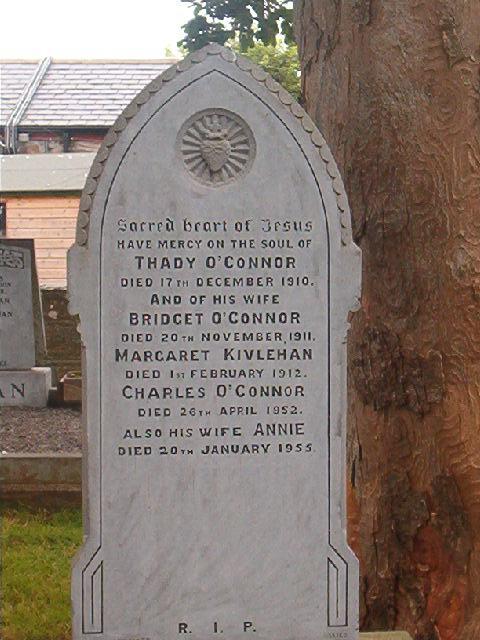 Sacred heart of Jesus
HAVE MERCY ON THE SOUL OF
THADY O'CONNOR
DIED 17TH DECEMBER 1910.
AND OF HIS WIFE
BRIDGET O'CONNOR
DIED 20TH NOVEMBER, 1911.
MARGARET KIVLEHAN
DIED 1ST FEBRUARY 1912.
CHARLES O'CONNOR
DIED 26TH APRIL 1952.
ALSO HIS WIFE ANNIE
DIED 20TH JANUARY 1955.
R. I. P.